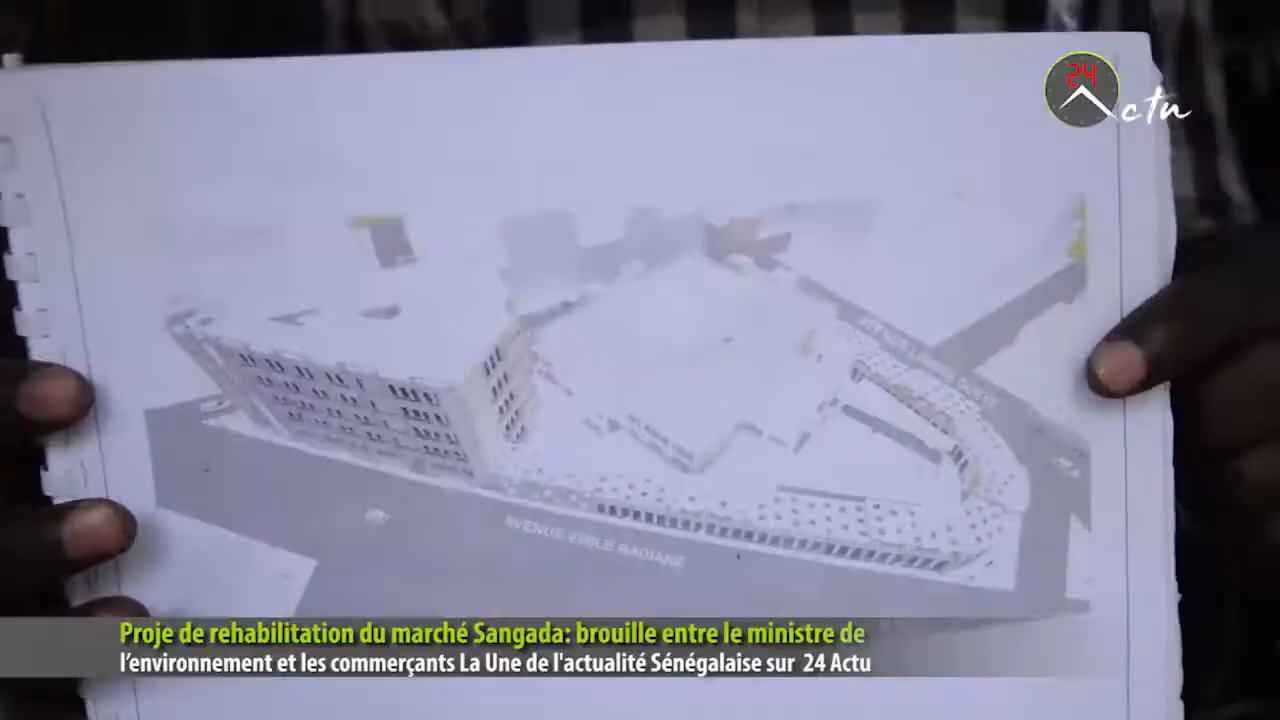 24
Actu
AVENUE EMILE BADIANE
Proje de rehabilitation du marché Sangada: brouille entre le ministre de
l'environnement et les commerçants La Une de l'actualité Sénégalaise sur 24 Actu